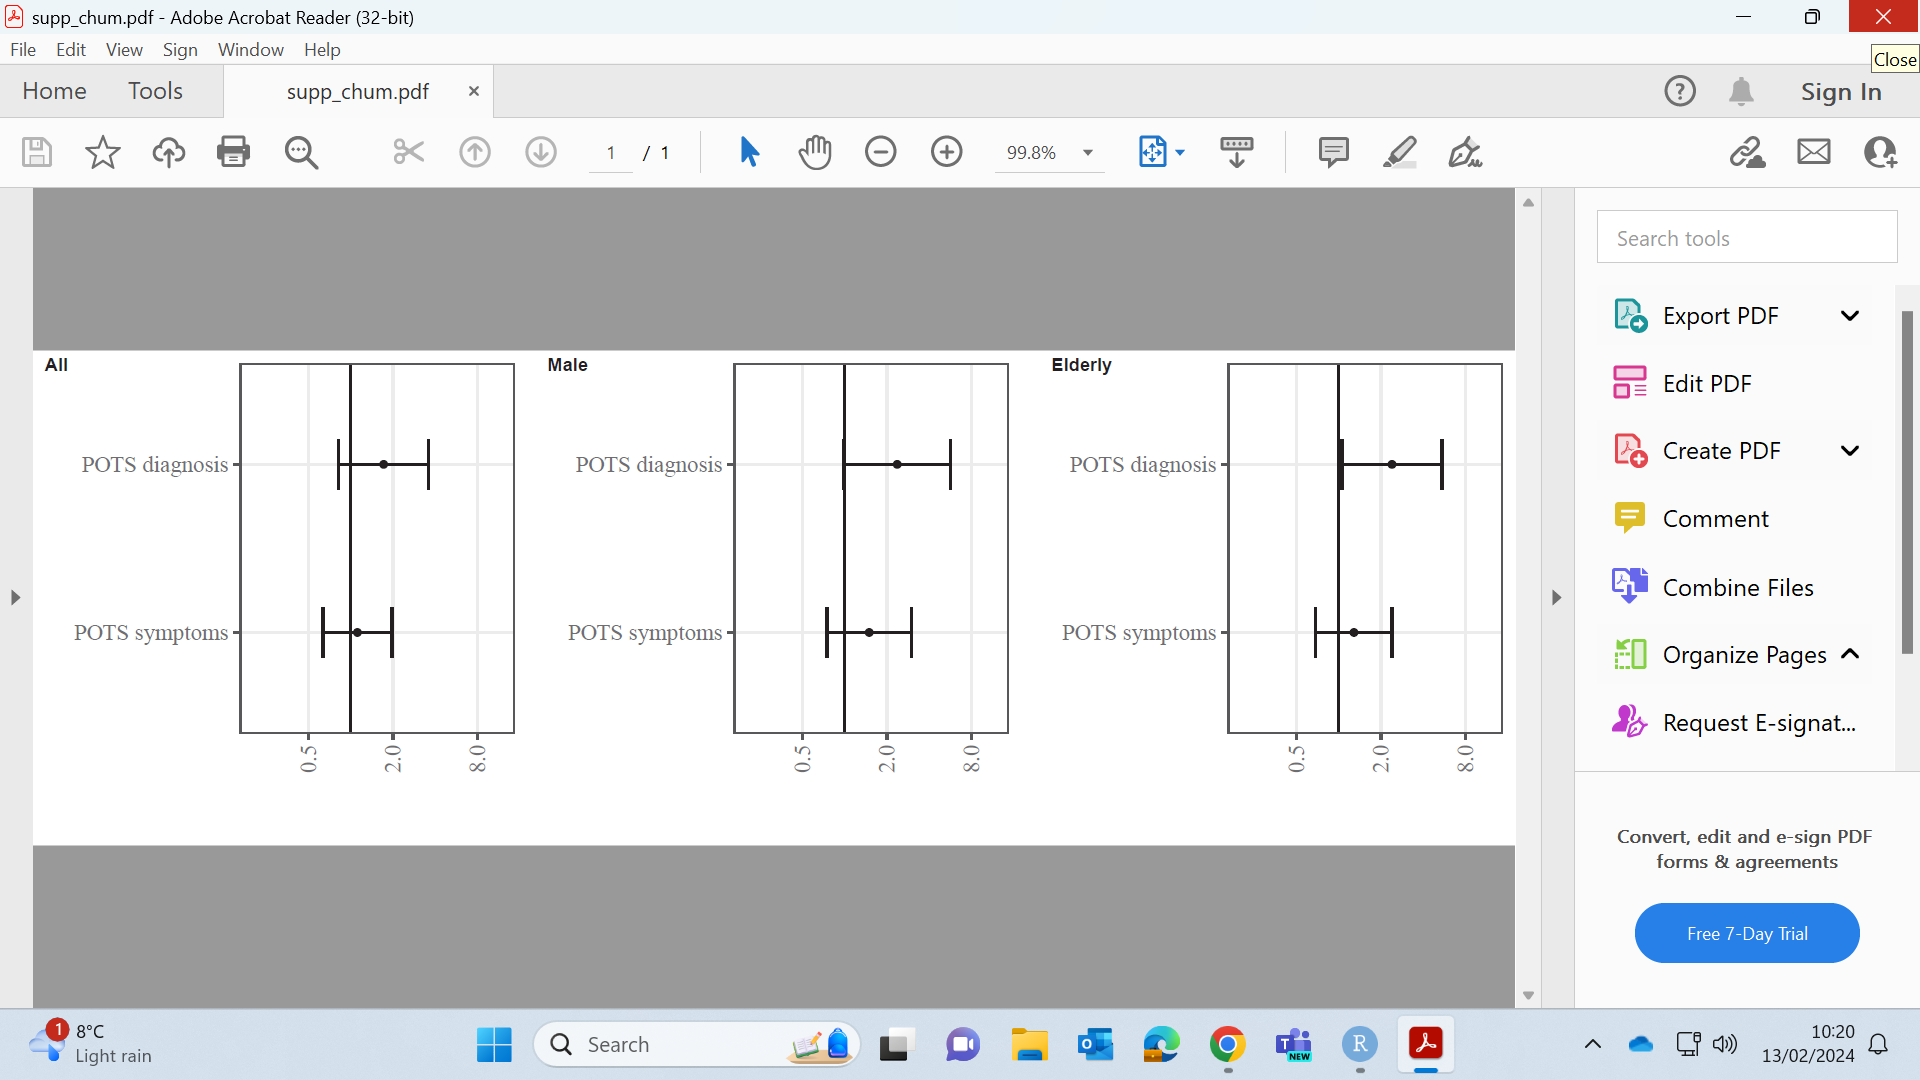 supp_chum.pdf - Adobe Acrobat Reader (32-bit)
File Edit View Sign Window Help
Close
Home Tools supp_chum.pdf × Sign In
1 / 1 99.8%
Search tools
Export PDF
Edit PDF
Create PDF
Comment
Combine Files
Organize Pages
Request E-signat...
Convert, edit and e-sign PDF
forms & agreements
Free 7-Day Trial
All
POTS diagnosis
POTS symptoms
0.5 2.0 8.0
Male
POTS diagnosis
POTS symptoms
0.5 2.0 8.0
Elderly
POTS diagnosis
POTS symptoms
0.5 2.0 8.0
1
8°C
Light rain
Search
NEW
10:20
13/02/2024